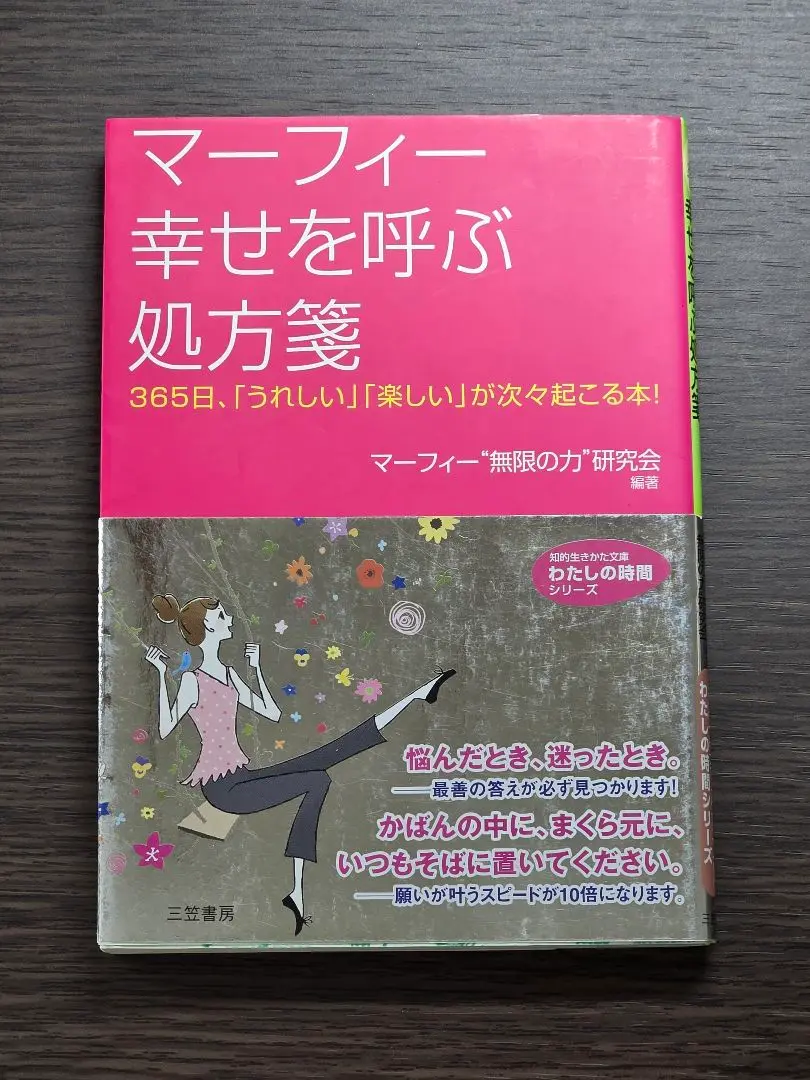 マーフィー
幸せを呼ぶ
処方箋
365日、「うれしい」「楽しい」が次々起こる本!
マーフィー“無限の力”研究会
編著
知的生きかた文庫
わたしの時間
シリーズ
悩んだとき、迷ったとき。
──最善の答えが必ず見つかります!
かばんの中に、まくら元に、
いつもそばに置いてください。
──願いが叶うスピードが10倍になります。
三笠書房
わたしの時間シリーズ